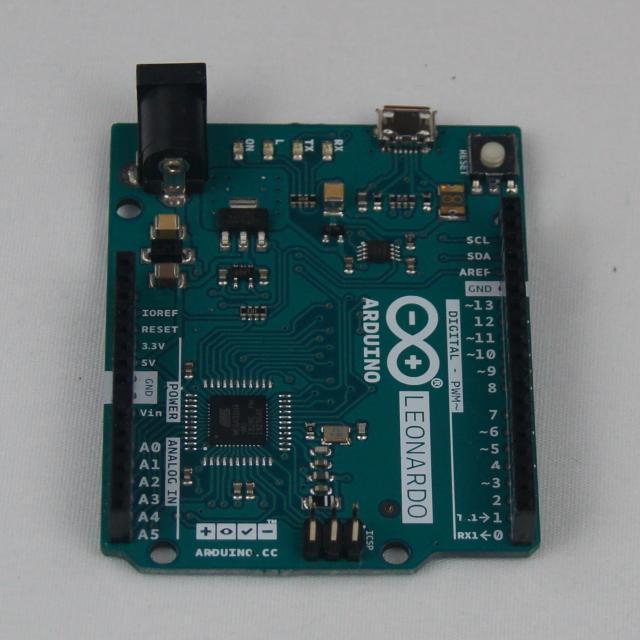 ON
L
TX
RX
RESET
SCL
SDA
AREF
GND
~13
12
~11
~10
~9
8
7
~6
~5
4
~3
2
1
RX1←0
DIGITAL - PWM~
ARDUINO
LEONARDO
IOREF
RESET
3.3V
5V
GND
Vin
POWER
ANALOG IN
A0
A1
A2
A3
A4
A5
ARDUINO.CC
ICSP